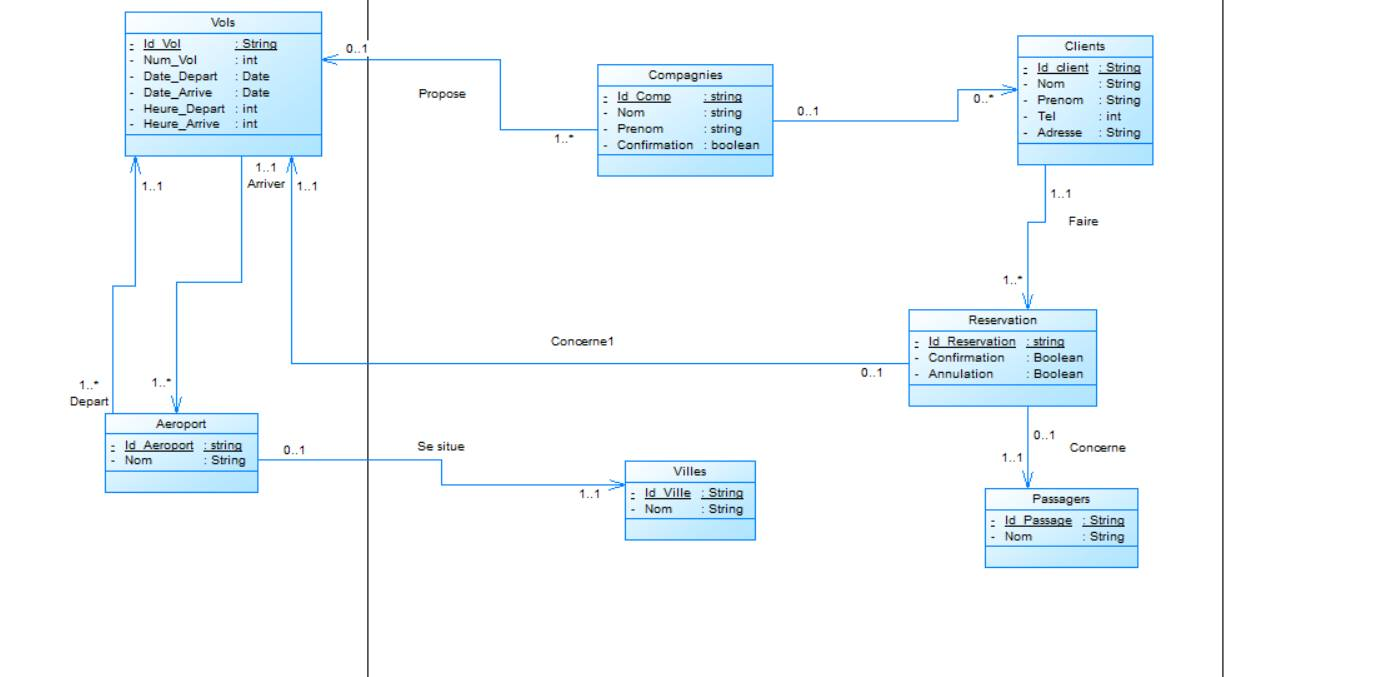 Vols
- Id_Vol : String
- Num_Vol : int
- Date_Depart : Date
- Date_Arrive : Date
- Heure_Depart : int
- Heure_Arrive : int
0..1
Propose
1..*
Compagnies
- Id_Comp : string
- Nom : string
- Prenom : string
- Confirmation : boolean
0..1
0..*
Clients
- Id_client : String
- Nom : String
- Prenom : String
- Tel : int
- Adresse : String
1..1
1..1
Arriver
1..1
1..1
Faire
1..*
Reservation
- Id_Reservation : string
- Confirmation : Boolean
- Annulation : Boolean
Concerne1
0..1
1..*
Depart
1..*
Aeroport
- Id_Aeroport : string
- Nom : String
0..1
Se situe
1..1
Villes
- Id_Ville : String
- Nom : String
0..1
Concerne
1..1
Passagers
- Id_Passage : String
- Nom : String